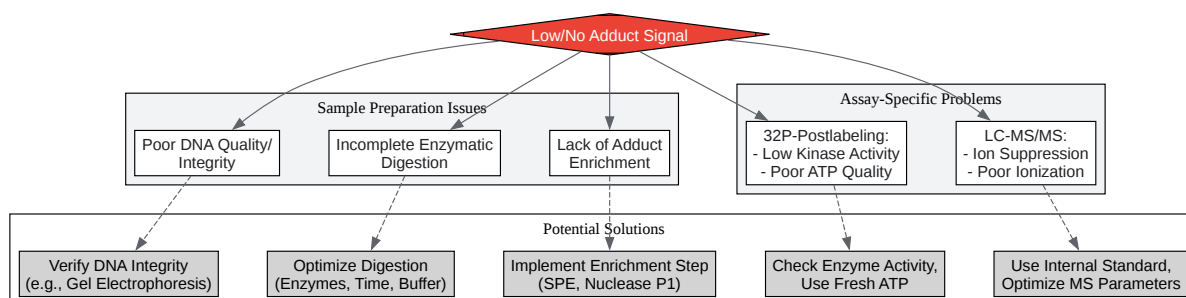 Low/No Adduct Signal
Sample Preparation Issues
Assay-Specific Problems
Poor DNA Quality/
Integrity
Incomplete Enzymatic
Digestion
Lack of Adduct
Enrichment
32P-Postlabeling:
- Low Kinase Activity
- Poor ATP Quality
LC-MS/MS:
- Ion Suppression
- Poor Ionization
Potential Solutions
Verify DNA Integrity
(e.g., Gel Electrophoresis)
Optimize Digestion
(Enzymes, Time, Buffer)
Implement Enrichment Step
(SPE, Nuclease P1)
Check Enzyme Activity,
Use Fresh ATP
Use Internal Standard,
Optimize MS Parameters